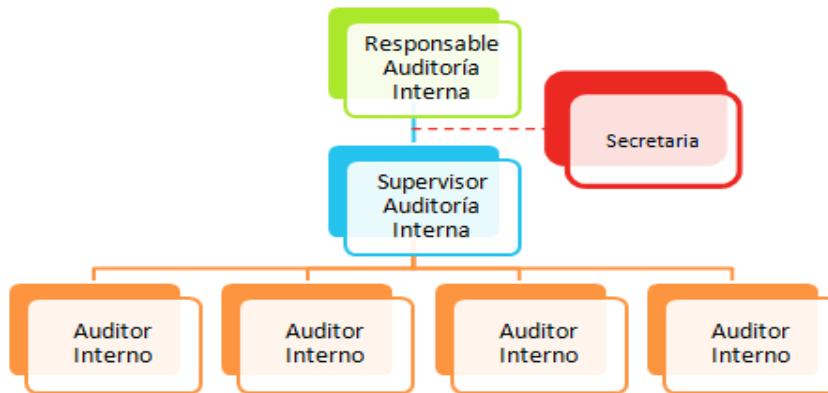 Responsable
Auditoría
Interna
Secretaria
Supervisor
Auditoría
Interna
Auditor
Interno
Auditor
Interno
Auditor
Interno
Auditor
Interno